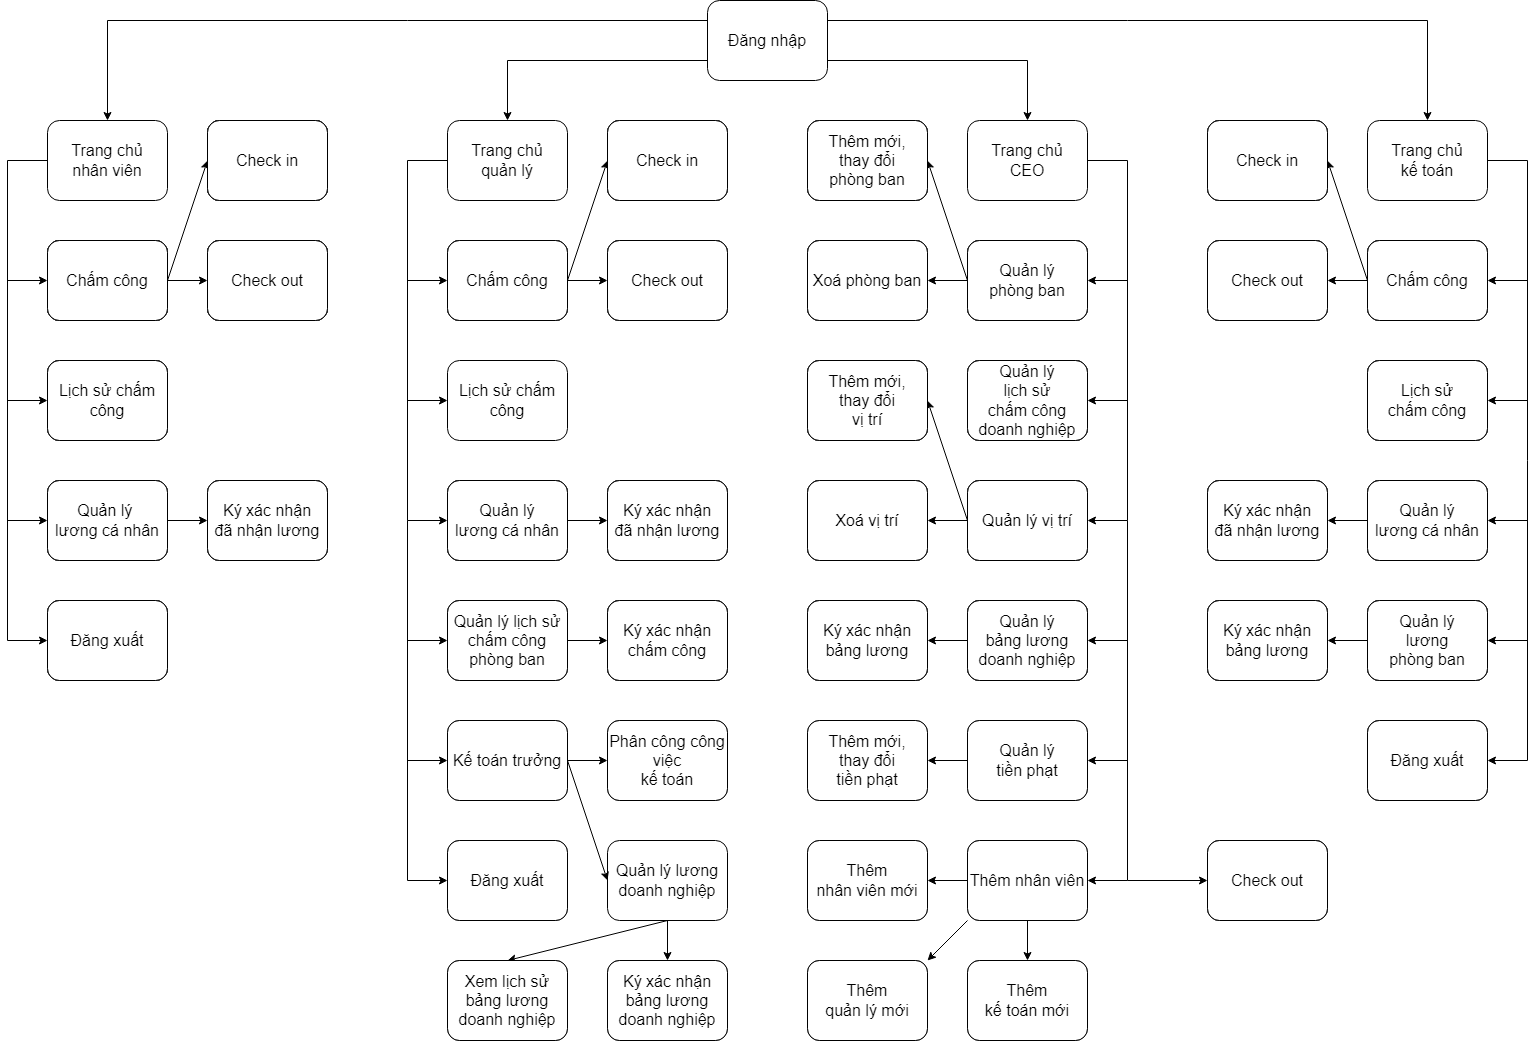 Đăng nhập
Trang chủ
nhân viên
Check in
Trang chủ
quản lý
Check in
Thêm mới,
thay đổi
phòng ban
Trang chủ
CEO
Check in
Trang chủ
kế toán
Chấm công
Check out
Chấm công
Check out
Xoá phòng ban
Quản lý
phòng ban
Check out
Chấm công
Lịch sử chấm
công
Lịch sử chấm
công
Thêm mới,
thay đổi
vị trí
Quản lý
lịch sử
chấm công
doanh nghiệp
Lịch sử
chấm công
Quản lý
lương cá nhân
Ký xác nhận
đã nhận lương
Quản lý
lương cá nhân
Ký xác nhận
đã nhận lương
Xoá vị trí
Quản lý vị trí
Ký xác nhận
đã nhận lương
Quản lý
lương cá nhân
Đăng xuất
Quản lý lịch sử
chấm công
phòng ban
Ký xác nhận
chấm công
Ký xác nhận
bảng lương
Quản lý
bảng lương
doanh nghiệp
Ký xác nhận
bảng lương
Quản lý
lương
phòng ban
Kế toán trưởng
Phân công công
việc
kế toán
Thêm mới,
thay đổi
tiền phạt
Quản lý
tiền phạt
Đăng xuất
Đăng xuất
Quản lý lương
doanh nghiệp
Thêm
nhân viên mới
Thêm nhân viên
Check out
Xem lịch sử
bảng lương
doanh nghiệp
Ký xác nhận
bảng lương
doanh nghiệp
Thêm
quản lý mới
Thêm
kế toán mới